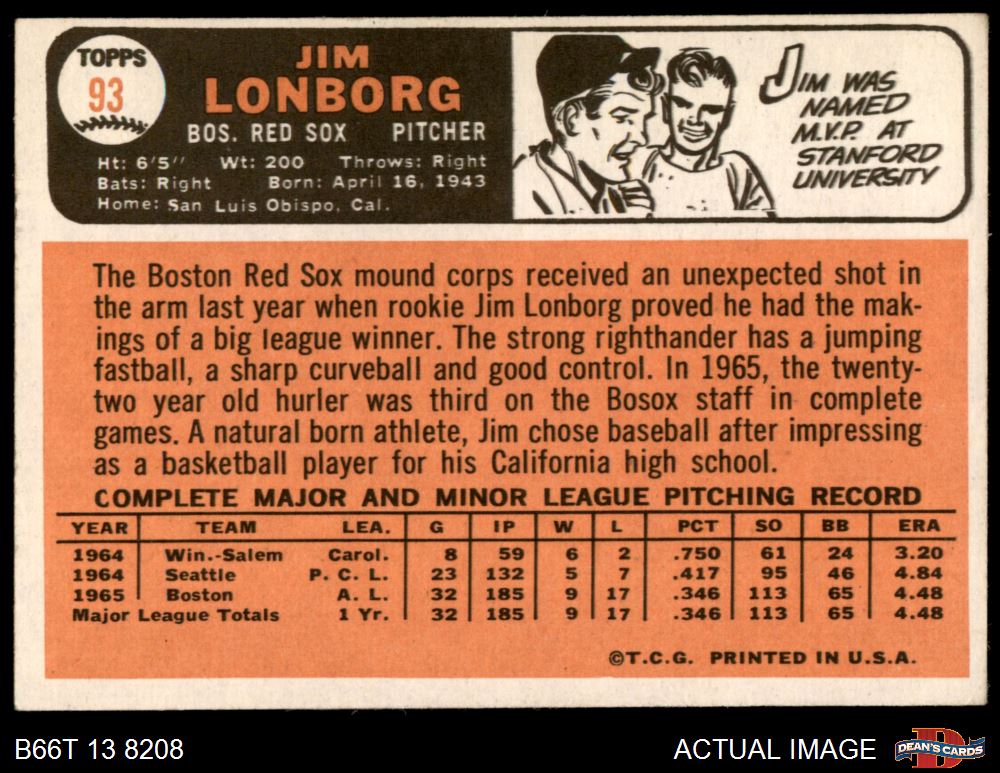 TOPPS
93
JIM
LONBORG
BOS. RED SOX PITCHER
Ht: 6'5" Wt: 200 Throws: Right
Bats: Right Born: April 16, 1943
Home: San Luis Obispo, Cal.
JIM WAS
NAMED
M.V.P. AT
STANFORD
UNIVERSITY
The Boston Red Sox mound corps received an unexpected shot in
the arm last year when rookie Jim Lonborg proved he had the mak-
ings of a big league winner. The strong righthander has a jumping
fastball, a sharp curveball and good control. In 1965, the twenty-
two year old hurler was third on the Bosox staff in complete
games. A natural born athlete, Jim chose baseball after impressing
as a basketball player for his California high school.
COMPLETE MAJOR AND MINOR LEAGUE PITCHING RECORD
YEAR TEAM LEA. G IP W L PCT SO BB ERA
1964 Win.-Salem Carol. 8 59 6 2 .750 61 24 3.20
1964 Seattle P. C. L. 23 132 5 7 .417 95 46 4.84
1965 Boston A. L. 32 185 9 17 .346 113 65 4.48
Major League Totals 1 Yr. 32 185 9 17 .346 113 65 4.48
©T.C.G. PRINTED IN U.S.A.
B66T 13 8208
ACTUAL IMAGE
DEAN'S CARDS